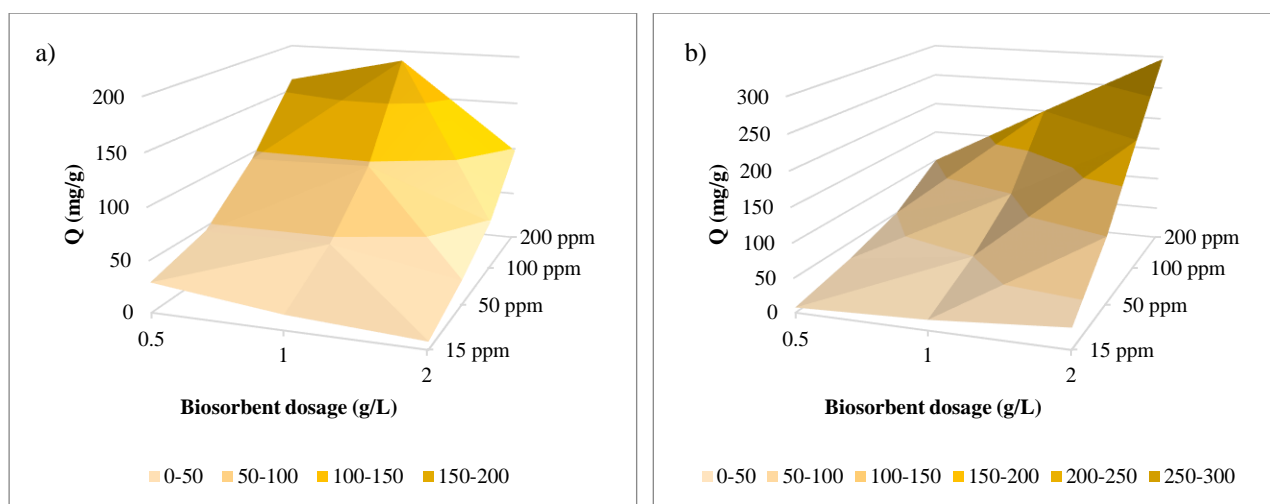 a)
200
150
100
50
0
Q (mg/g)
0.5
1
2
200 ppm
100 ppm
50 ppm
15 ppm
Biosorbent dosage (g/L)
0-50 50-100 100-150 150-200
b)
300
250
200
150
100
50
0
Q (mg/g)
0.5
1
2
200 ppm
100 ppm
50 ppm
15 ppm
Biosorbent dosage (g/L)
0-50 50-100 100-150 150-200 200-250 250-300